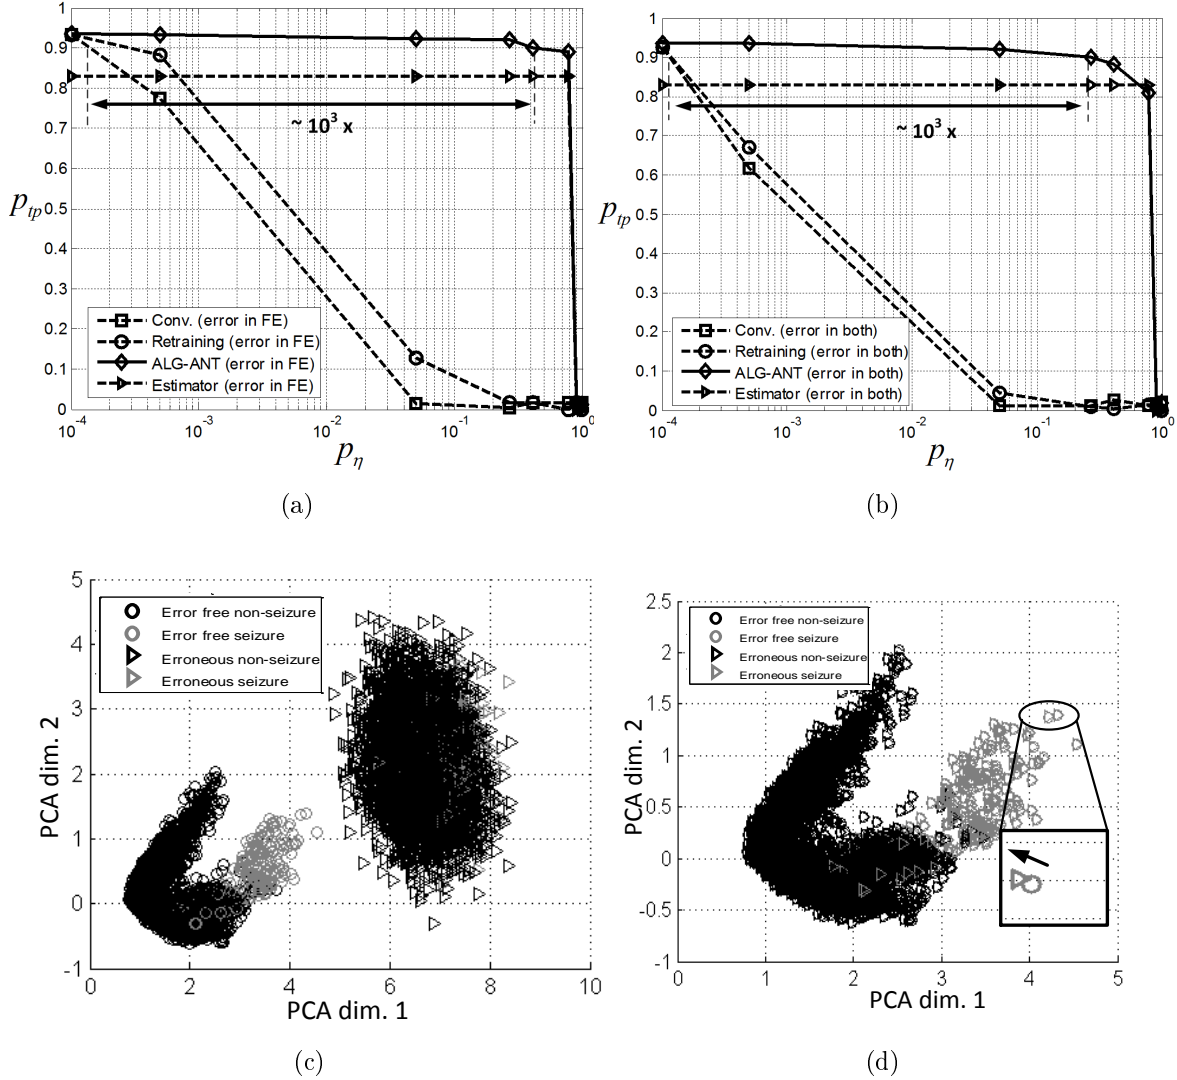 1
0.9
0.8
0.7
0.6
0.5
0.4
0.3
0.2
0.1
0
p_tp
~ 10^3 x
Conv. (error in FE)
Retraining (error in FE)
ALG-ANT (error in FE)
Estimator (error in FE)
10^-4
10^-3
10^-2
10^-1
10^0
p_η
(a)
1
0.9
0.8
0.7
0.6
0.5
0.4
0.3
0.2
0.1
0
p_tp
~ 10^3 x
Conv. (error in both)
Retraining (error in both)
ALG-ANT (error in both)
Estimator (error in both)
10^-4
10^-3
10^-2
10^-1
10^0
p_η
(b)
5
4
3
2
1
0
-1
PCA dim. 2
Error free non-seizure
Error free seizure
Erroneous non-seizure
Erroneous seizure
0
2
4
6
8
10
PCA dim. 1
(c)
2.5
2
1.5
1
0.5
0
-0.5
-1
PCA dim. 2
Error free non-seizure
Error free seizure
Erroneous non-seizure
Erroneous seizure
0
1
2
3
4
5
PCA dim. 1
(d)